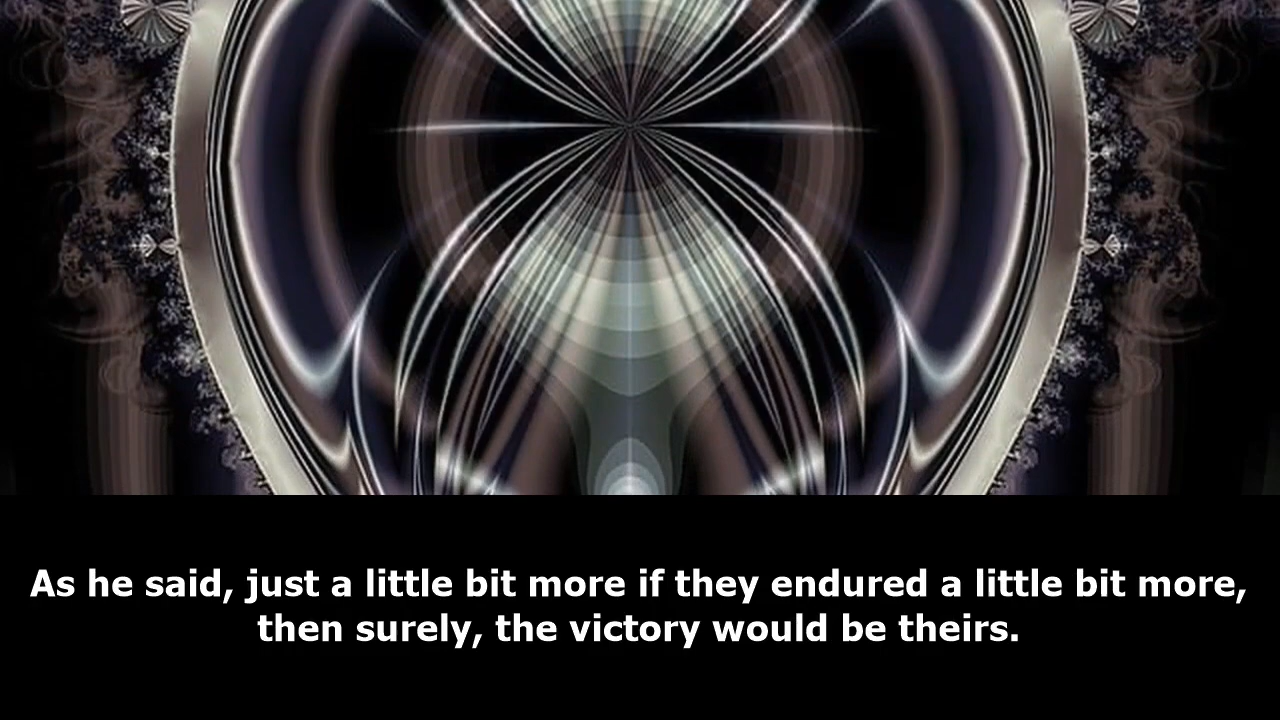 As he said, just a little bit more if they endured a little bit more,
then surely, the victory would be theirs.